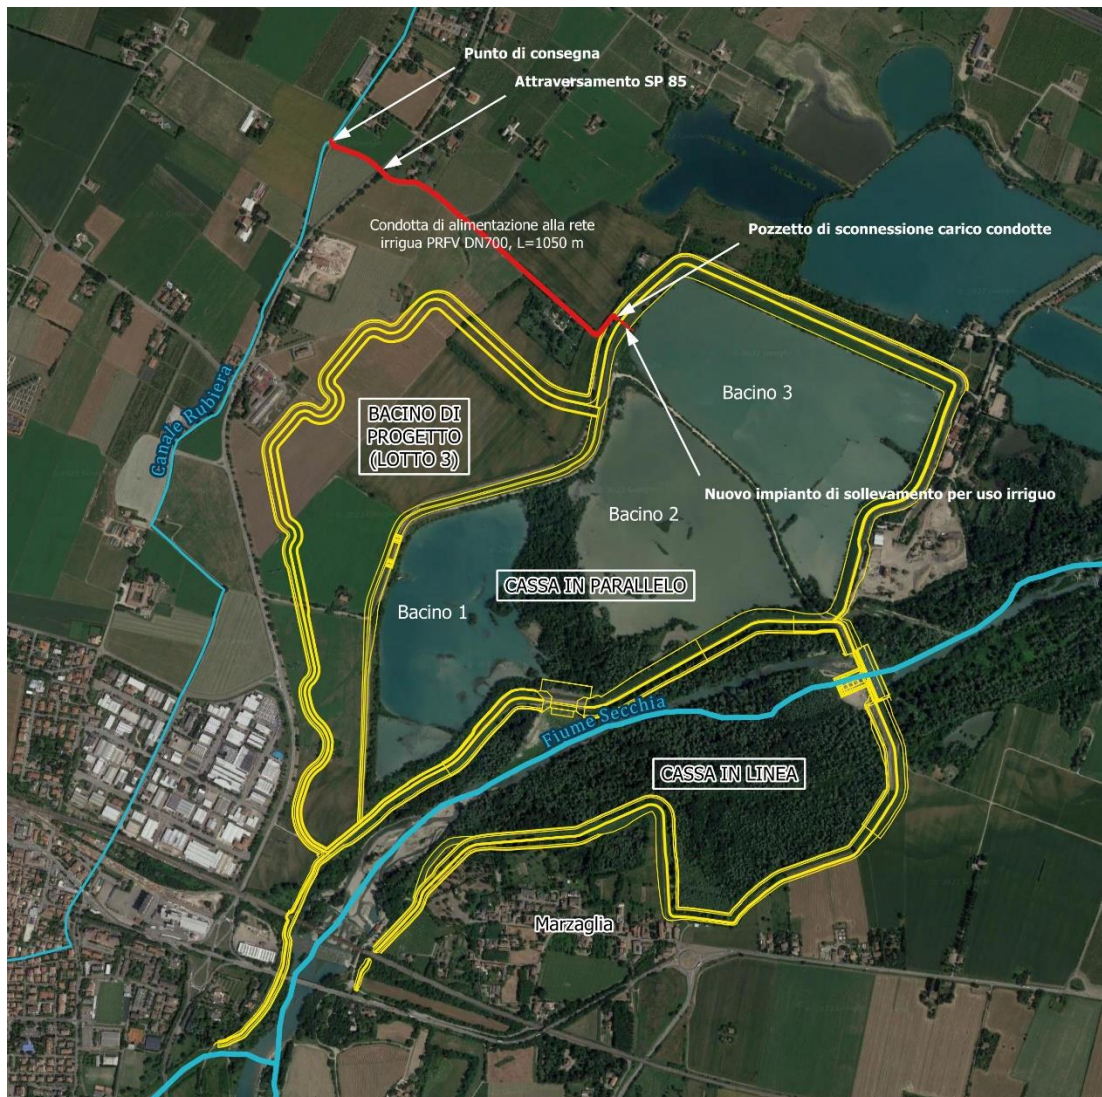 Punto di consegna
Attraversamento SP 85
Condotta di alimentazione alla rete
irrigua PRFV DN700, L=1050 m
Pozzetto di sconnessione carico condotte
Canale Rubiera
BACINO DI
PROGETTO
(LOTTO 3)
Bacino 3
Nuovo impianto di sollevamento per uso irriguo
Bacino 2
CASSA IN PARALLELO
Bacino 1
Fiume Secchia
CASSA IN LINEA
Marzaglia